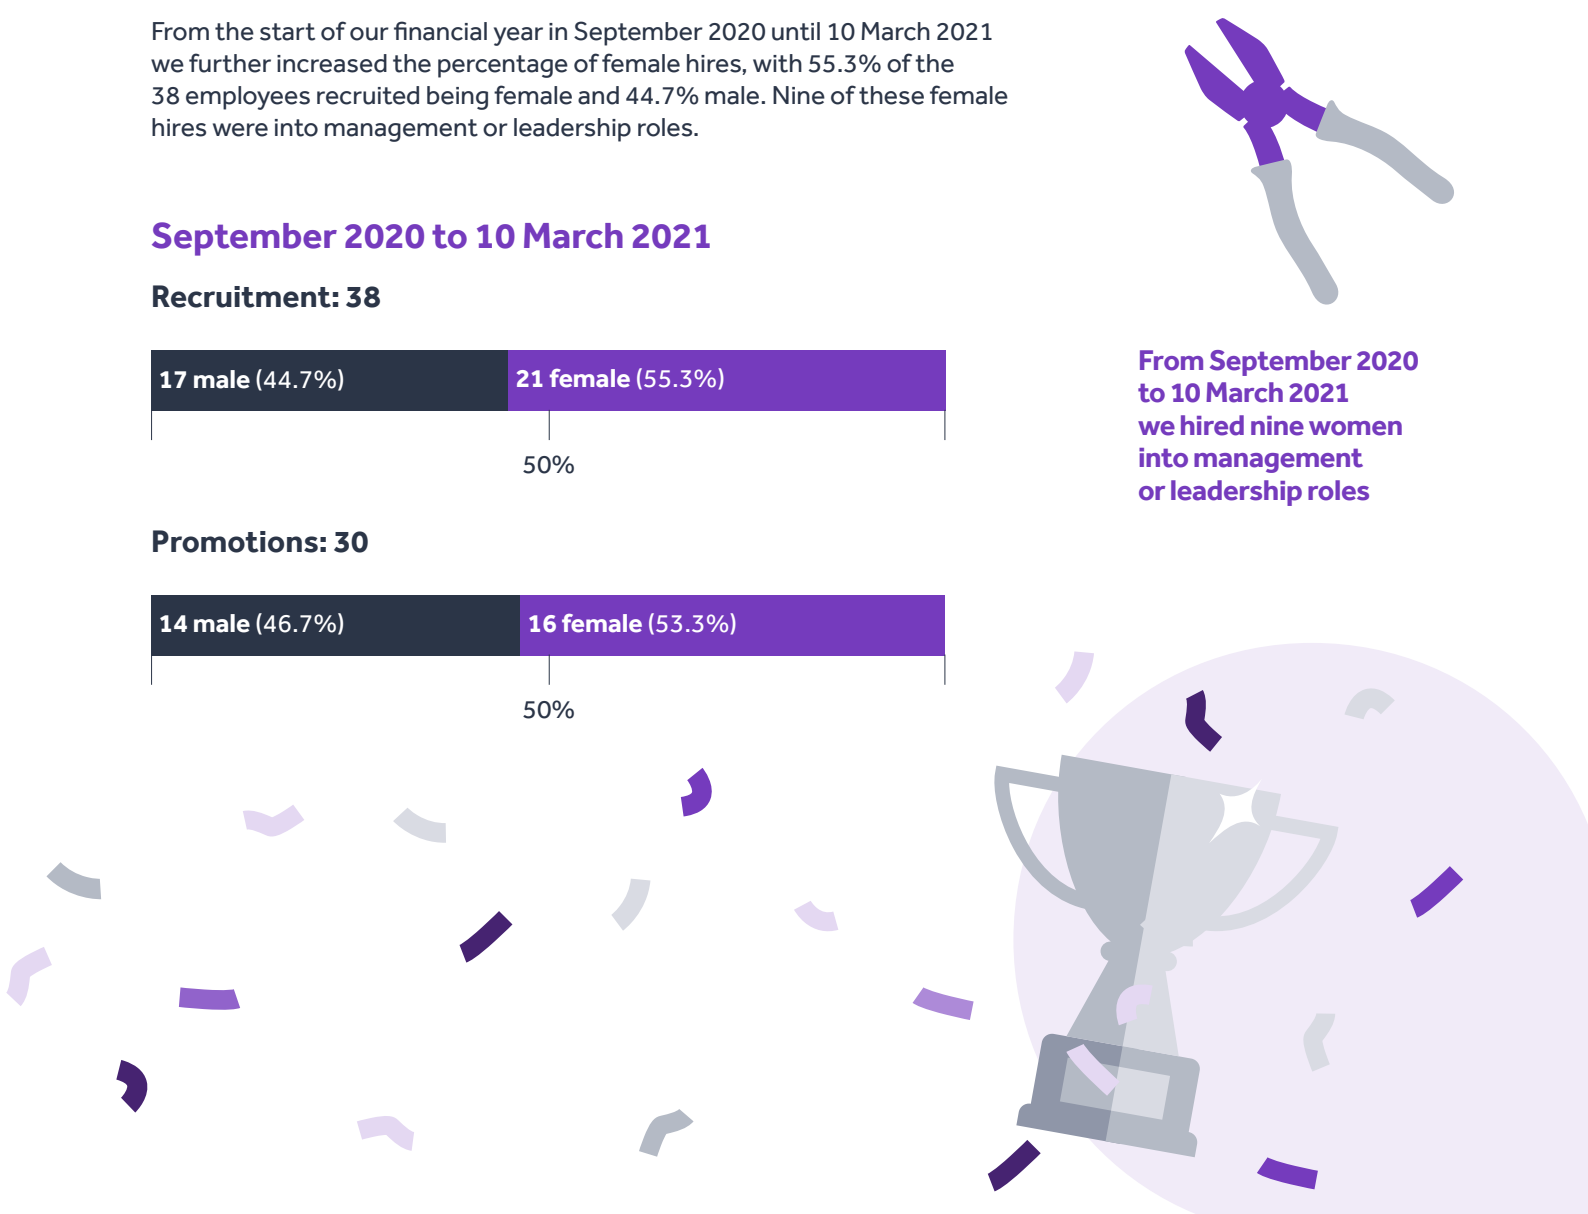 From the start of our financial year in September 2020 until 10 March 2021
we further increased the percentage of female hires, with 55.3% of the
38 employees recruited being female and 44.7% male. Nine of these female
hires were into management or leadership roles.
September 2020 to 10 March 2021
Recruitment: 38
17 male (44.7%)
21 female (55.3%)
50%
Promotions: 30
14 male (46.7%)
16 female (53.3%)
50%
From September 2020
to 10 March 2021
we hired nine women
into management
or leadership roles